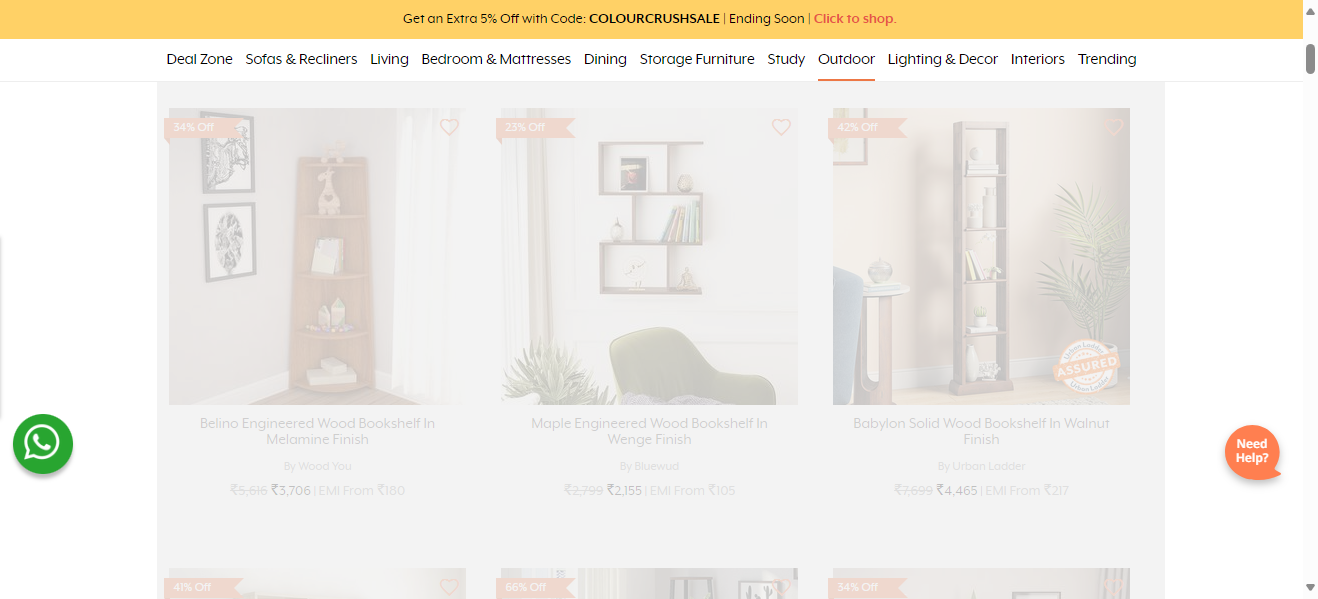 Get an Extra 5% Off with Code: COLOURCRUSHSALE | Ending Soon | Click to shop.
Deal Zone Sofas & Recliners Living Bedroom & Mattresses Dining Storage Furniture Study Outdoor Lighting & Decor Interiors Trending
34% Off
23% Off
42% Off
Urban Ladder
ASSURED
Urban Ladder
Belino Engineered Wood Bookshelf In
Melamine Finish
By Wood You
₹5,616 ₹3,706 | EMI From ₹180
Maple Engineered Wood Bookshelf In
Wenge Finish
By Bluewud
₹2,799 ₹2,155 | EMI From ₹105
Babylon Solid Wood Bookshelf In Walnut
Finish
By Urban Ladder
₹7,699 ₹4,465 | EMI From ₹217
Need
Help?
41% Off
66% Off
34% Off